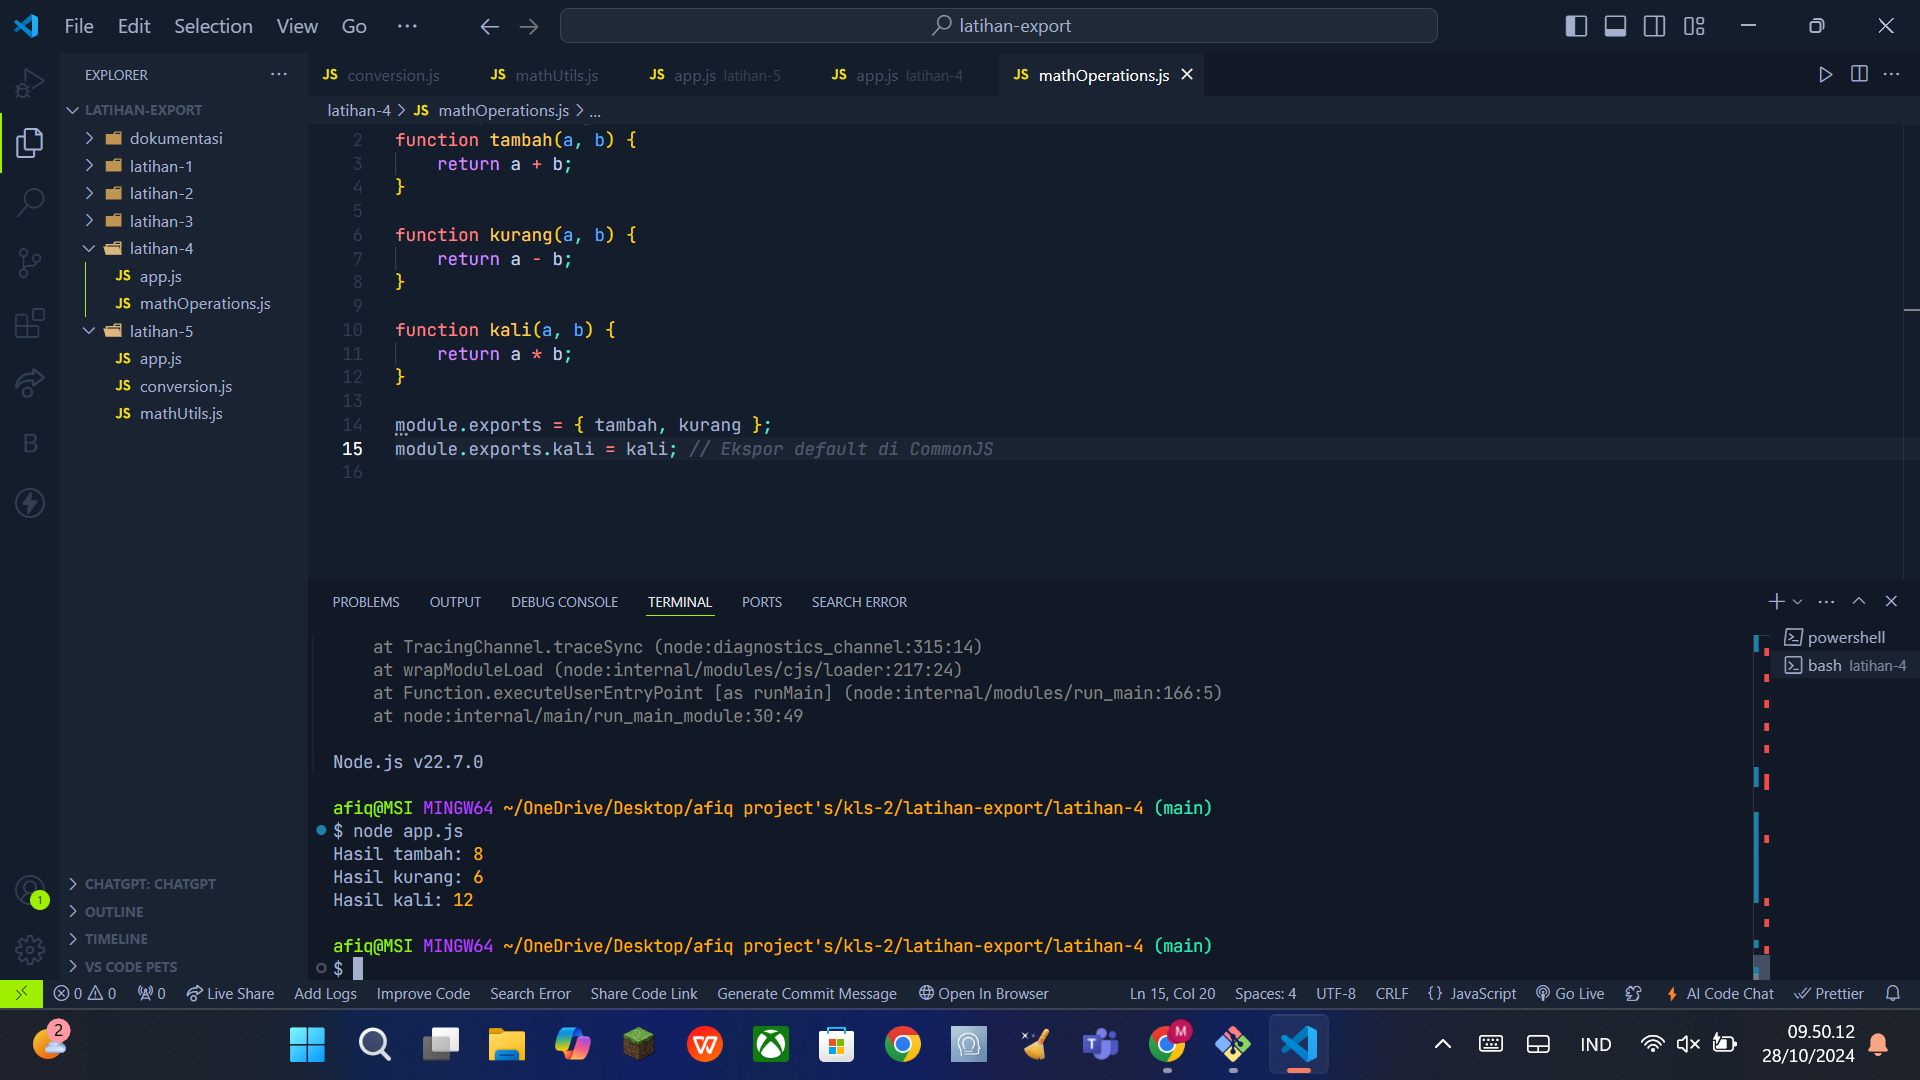 File Edit Selection View Go ··· latihan-export
EXPLORER ···
LATIHAN-EXPORT
dokumentasi
latihan-1
latihan-2
latihan-3
latihan-4
JS app.js
JS mathOperations.js
latihan-5
JS app.js
JS conversion.js
JS mathUtils.js
CHATGPT: CHATGPT
OUTLINE
TIMELINE
VS CODE PETS
B
1
JS conversion.js JS mathUtils.js JS app.js latihan-5 JS app.js latihan-4 JS mathOperations.js
latihan-4 > JS mathOperations.js > ...
2 function tambah(a, b) {
3 return a + b;
4 }
5
6 function kurang(a, b) {
7 return a - b;
8 }
9
10 function kali(a, b) {
11 return a * b;
12 }
13
14 module.exports = { tambah, kurang };
15 module.exports.kali = kali; // Ekspor default di CommonJS
16
PROBLEMS OUTPUT DEBUG CONSOLE TERMINAL PORTS SEARCH ERROR
at TracingChannel.traceSync (node:diagnostics_channel:315:14)
at wrapModuleLoad (node:internal/modules/cjs/loader:217:24)
at Function.executeUserEntryPoint [as runMain] (node:internal/modules/run_main:166:5)
at node:internal/main/run_main_module:30:49
Node.js v22.7.0
afiq@MSI MINGW64 ~/OneDrive/Desktop/afiq project's/kls-2/latihan-export/latihan-4 (main)
$ node app.js
Hasil tambah: 8
Hasil kurang: 6
Hasil kali: 12
afiq@MSI MINGW64 ~/OneDrive/Desktop/afiq project's/kls-2/latihan-export/latihan-4 (main)
$
powershell
bash latihan-4
0 0 0 Live Share Add Logs Improve Code Search Error Share Code Link Generate Commit Message Open In Browser Ln 15, Col 20 Spaces: 4 UTF-8 CRLF {} JavaScript Go Live AI Code Chat Prettier
2 W T M IND 09.50.12
28/10/2024